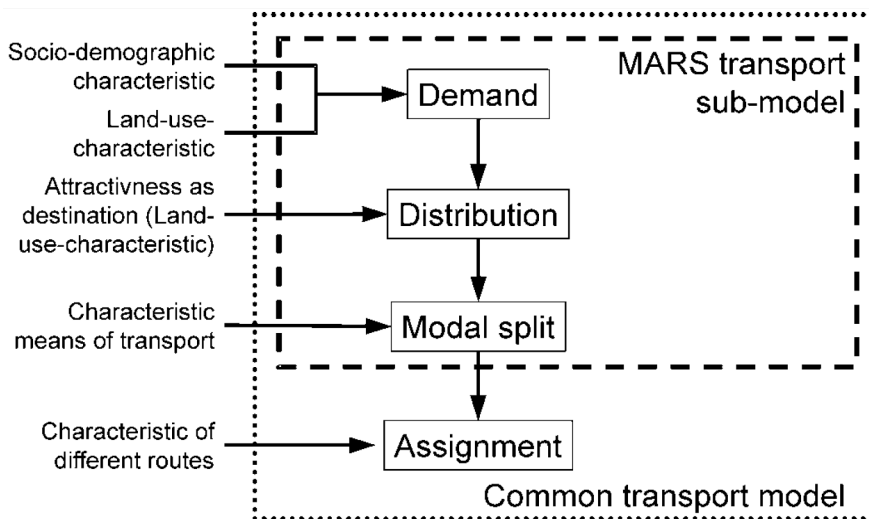 Socio-demographic
characteristic
Land-use-
characteristic
Attractivness as
destination (Land-
use-characteristic)
Characteristic
means of transport
Characteristic of
different routes
MARS transport
sub-model
Demand
Distribution
Modal split
Assignment
Common transport model